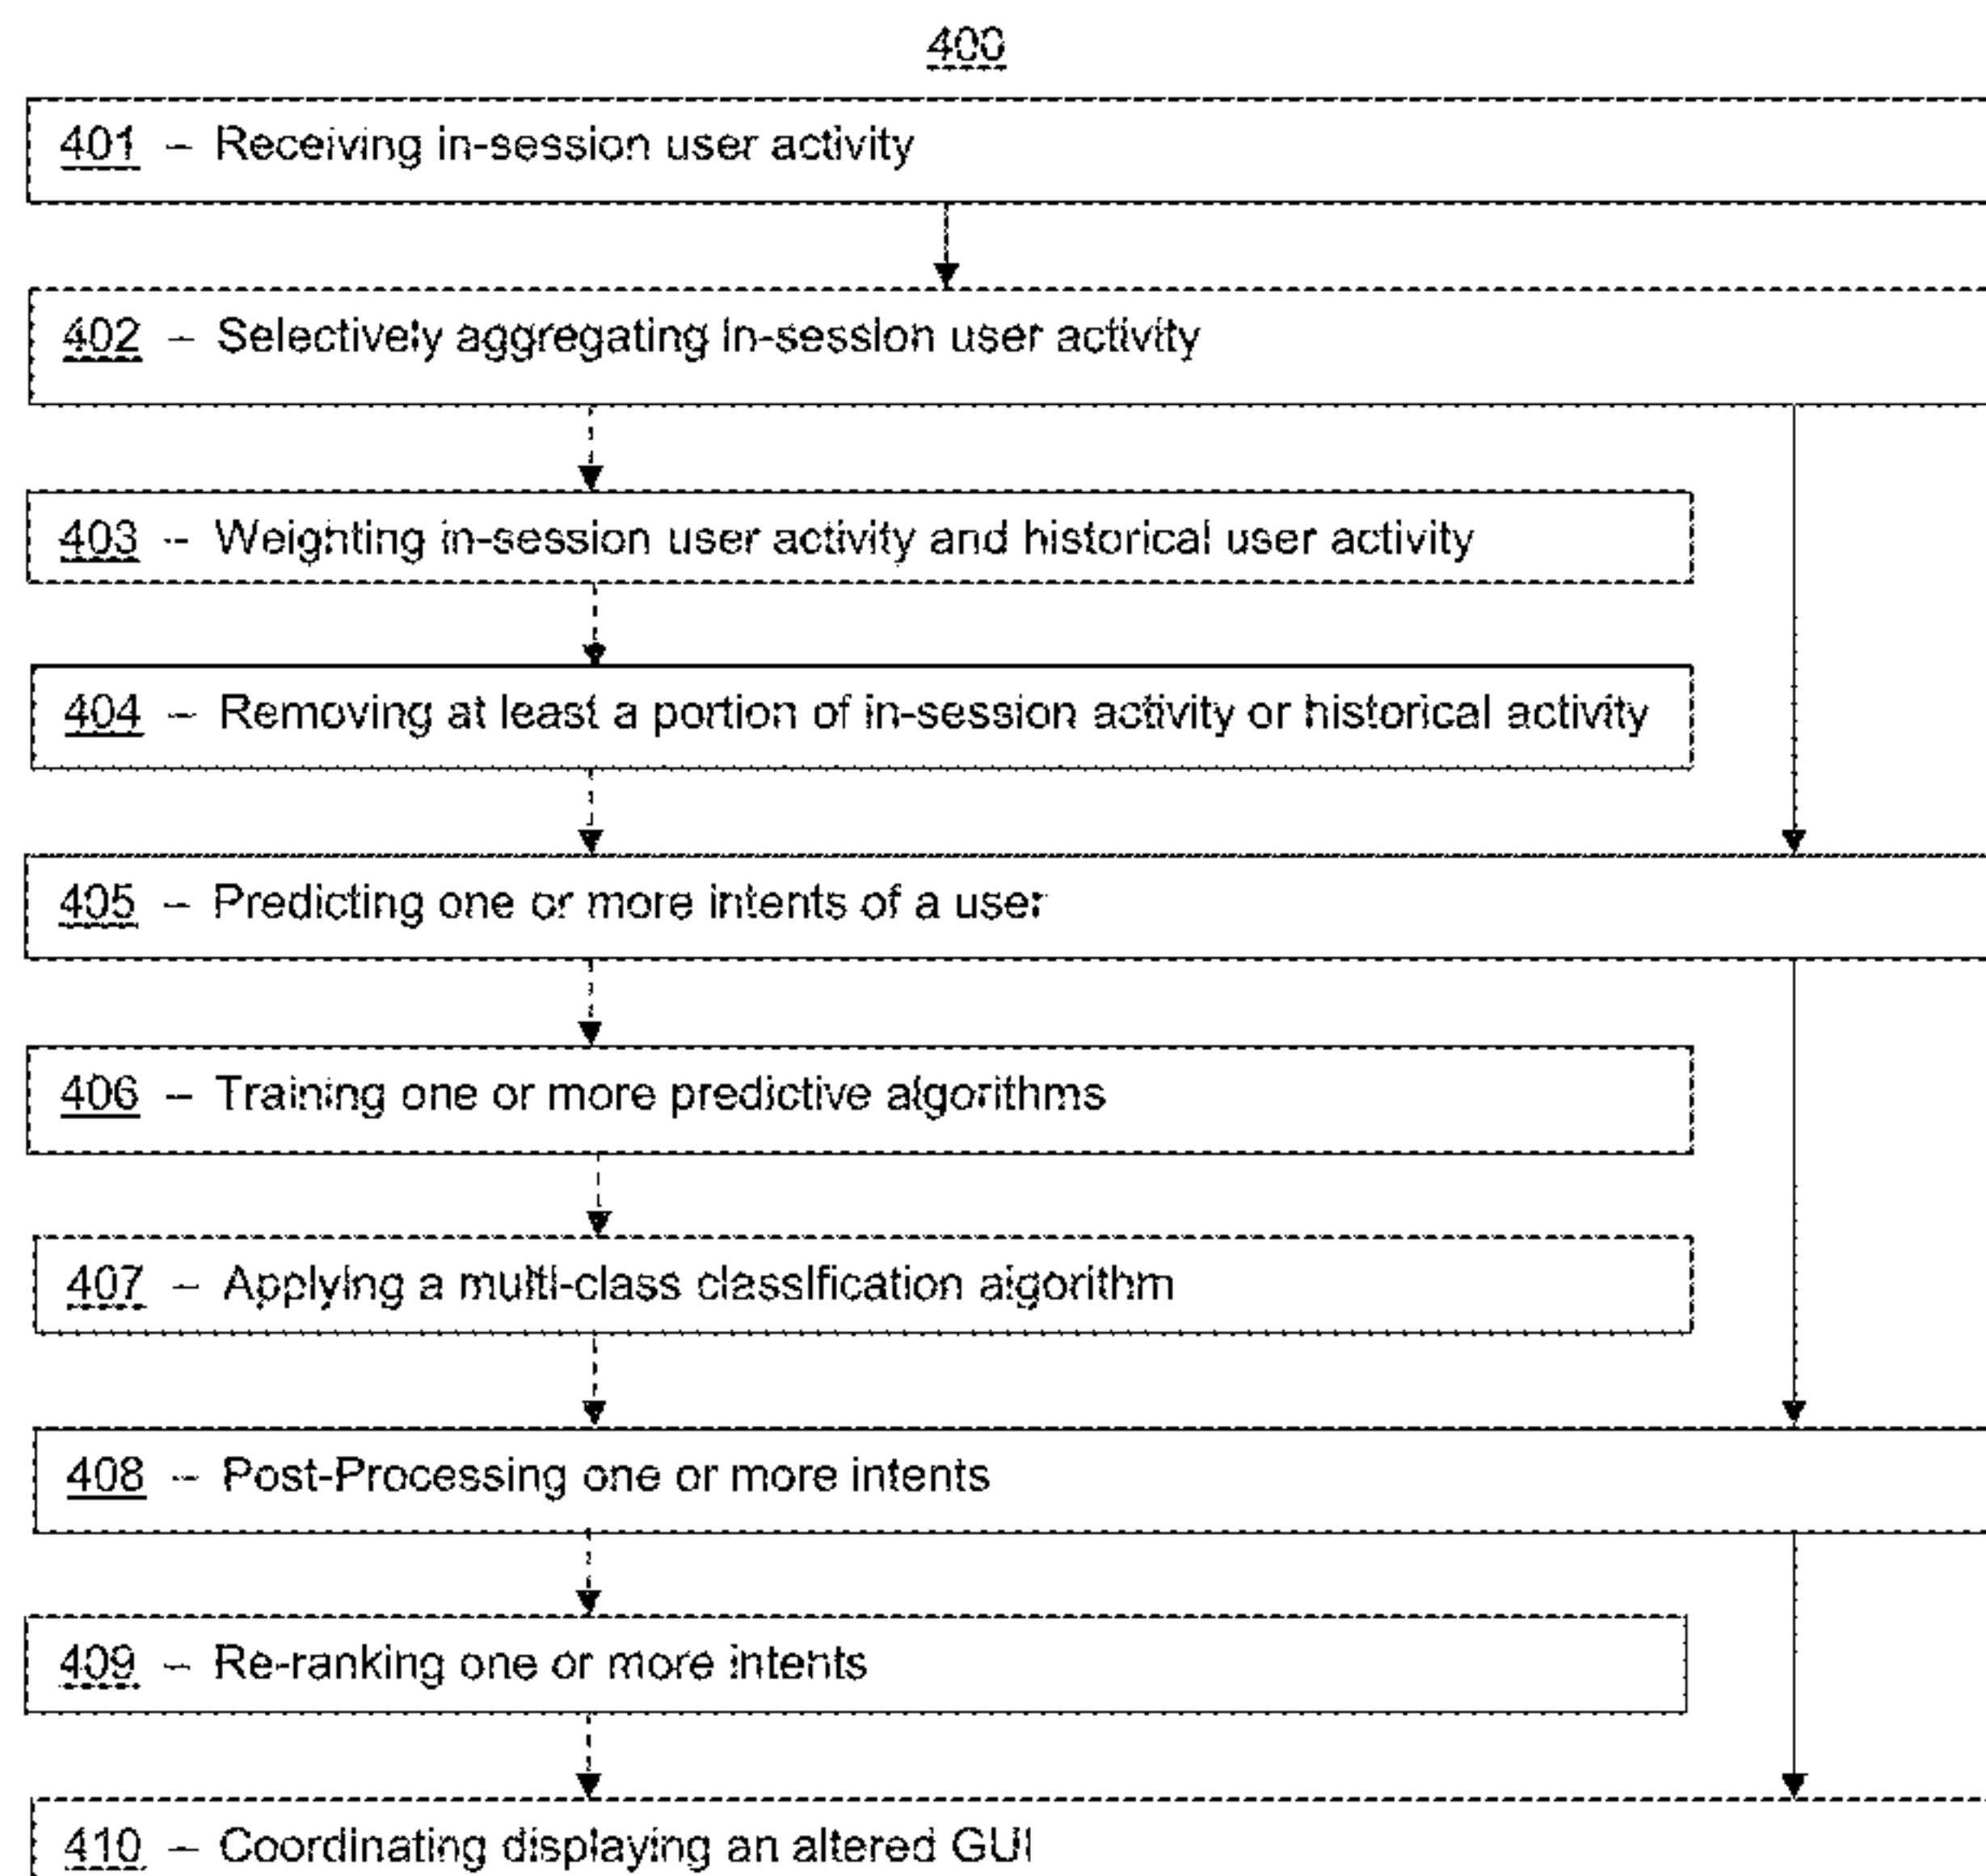 400
401 – Receiving in-session user activity
402 – Selectively aggregating in-session user activity
403 – Weighting in-session user activity and historical user activity
404 – Removing at least a portion of in-session activity or historical activity
405 – Predicting one or more intents of a user
406 – Training one or more predictive algorithms
407 – Applying a multi-class classification algorithm
408 – Post-Processing one or more intents
409 – Re-ranking one or more intents
410 – Coordinating displaying an altered GUI